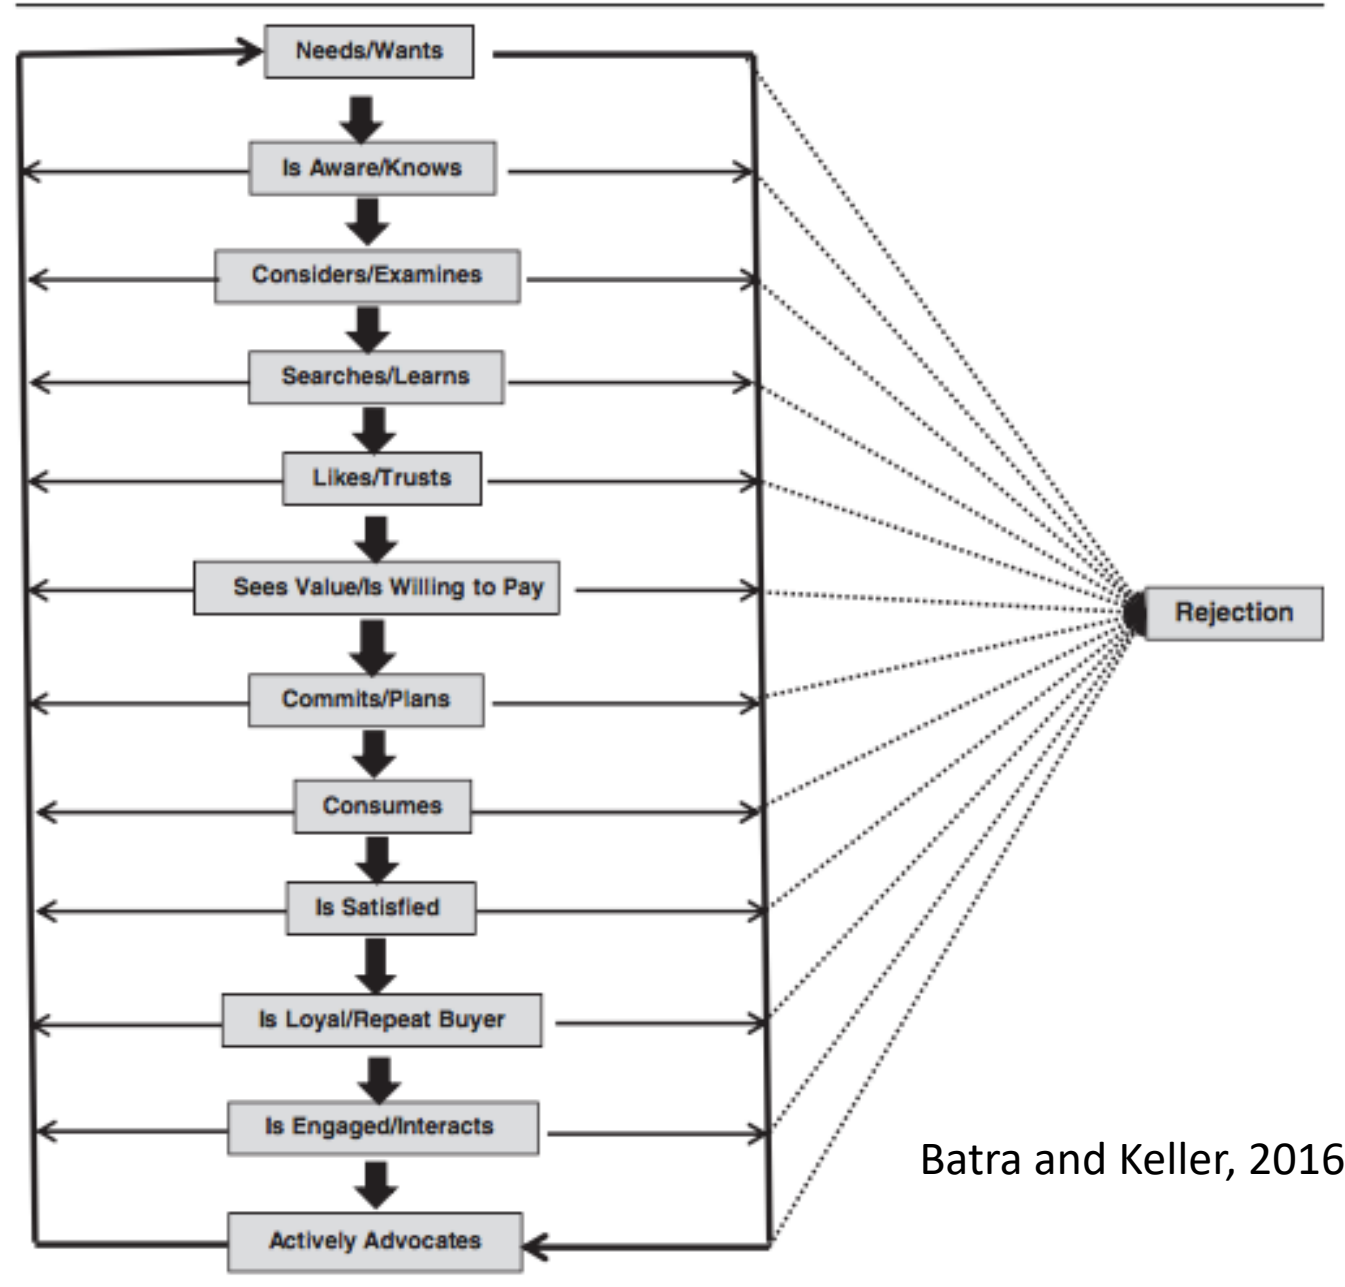 Needs/Wants
Is Aware/Knows
Considers/Examines
Searches/Learns
Likes/Trusts
Sees Value/Is Willing to Pay
Rejection
Commits/Plans
Consumes
Is Satisfied
Is Loyal/Repeat Buyer
Is Engaged/Interacts
Batra and Keller, 2016
Actively Advocates